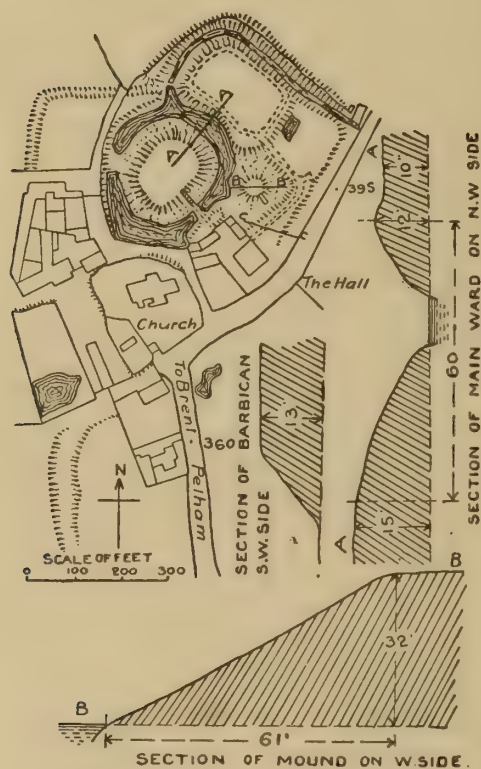 A
B
B
395
The Hall
Church
To Brent Pelham
360
N
SCALE OF FEET
0 100 200 300
SECTION OF BARBICAN
S.W. SIDE
13'
A
10'
12'
60
15
A
SECTION OF MAIN WARD ON N.W SIDE
B
32'
B
61'
SECTION OF MOUND ON W. SIDE.